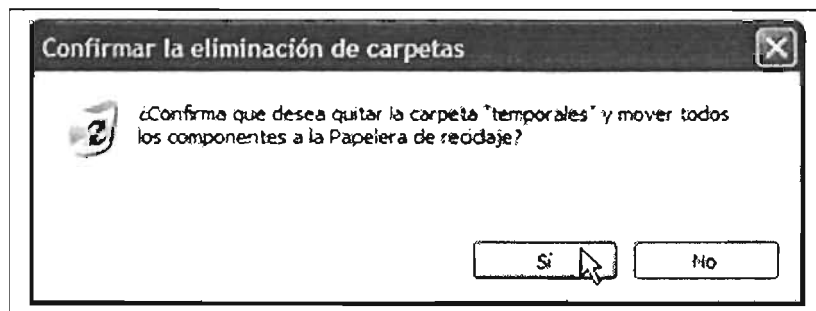 Confirmar la eliminación de carpetas
¿Confirma que desea quitar la carpeta "temporales" y mover todos
los componentes a la Papelera de reciclaje?
Sí
No